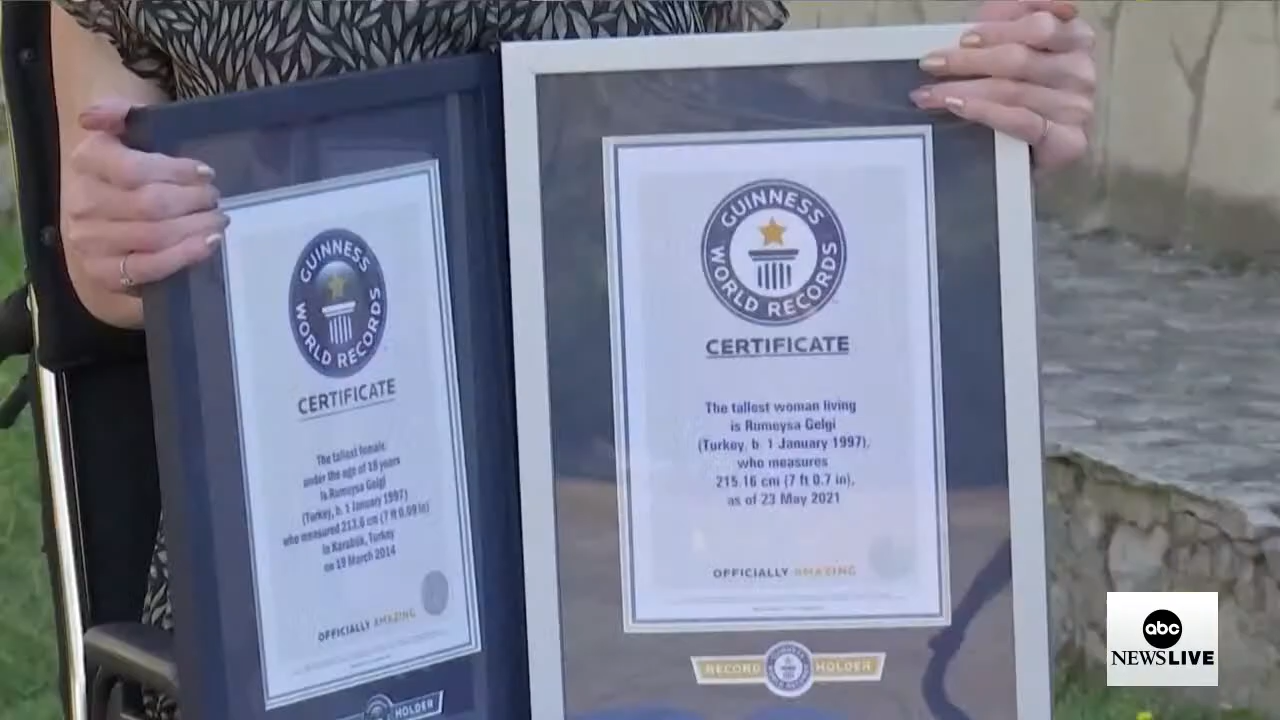 GUINNESS
WORLD RECORDS
CERTIFICATE
The tallest female
under the age of 18 years
is Rumeysa Gelgi
(Turkey, b. 1 January 1997)
who measured 213.6 cm (7 ft 0.09 in)
in Karabük, Turkey
on 19 March 2014
OFFICIALLY AMAZING
HOLDER
GUINNESS
WORLD RECORDS
CERTIFICATE
The tallest woman living
is Rumeysa Gelgi
(Turkey, b. 1 January 1997),
who measures
215.16 cm (7 ft 0.7 in),
as of 23 May 2021
OFFICIALLY AMAZING
RECORD HOLDER
abc
NEWS LIVE